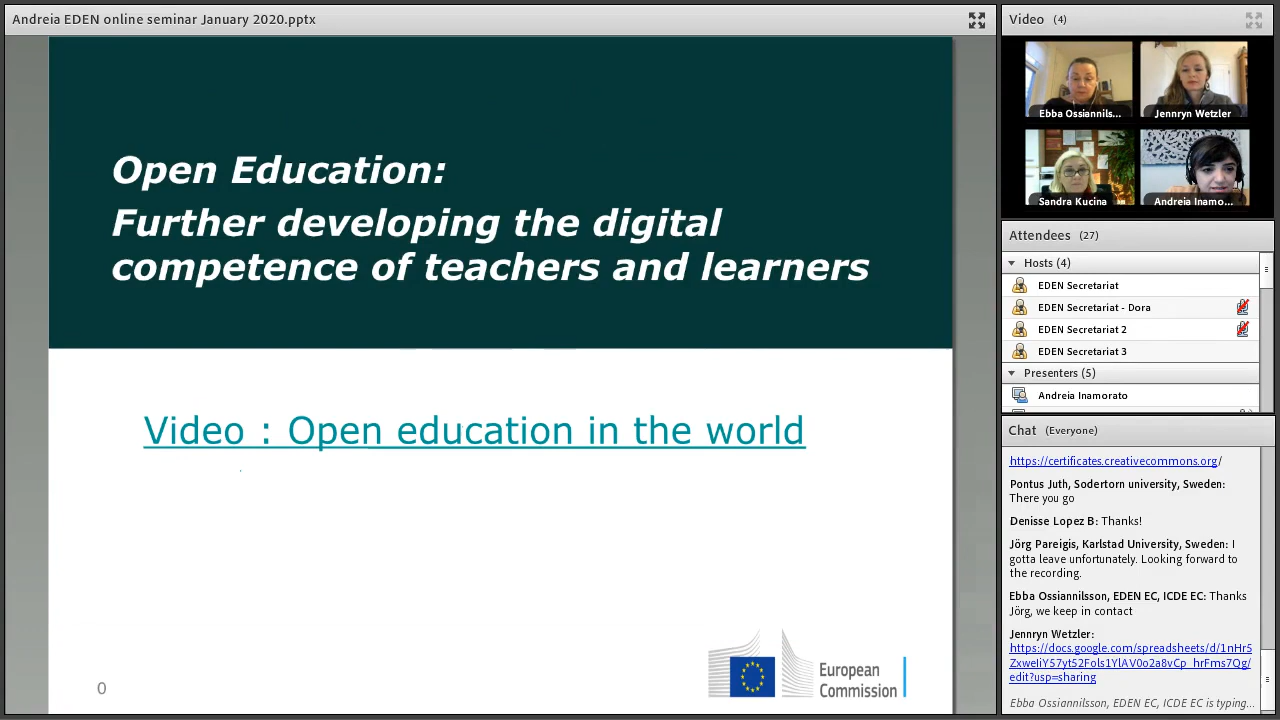 Andreia EDEN online seminar January 2020.pptx
Open Education:
Further developing the digital
competence of teachers and learners
Video : Open education in the world
0
European
Commission
Video (4)
Ebba Ossiannils...
Jennryn Wetzler
Sandra Kucina
Andreia Inamo...
Attendees (27)
Hosts (4)
EDEN Secretariat
EDEN Secretariat - Dora
EDEN Secretariat 2
EDEN Secretariat 3
Presenters (5)
Andreia Inamorato
Chat (Everyone)
https://certificates.creativecommons.org/
Pontus Juth, Sodertorn university, Sweden:
There you go
Denisse Lopez B: Thanks!
Jörg Pareigis, Karlstad University, Sweden: I
gotta leave unfortunately. Looking forward to
the recording.
Ebba Ossiannilsson, EDEN EC, ICDE EC: Thanks
Jörg, we keep in contact
Jennryn Wetzler:
https://docs.google.com/spreadsheets/d/1nHr5
edit?usp=sharing
Ebba Ossiannilsson, EDEN EC, ICDE EC is typing...